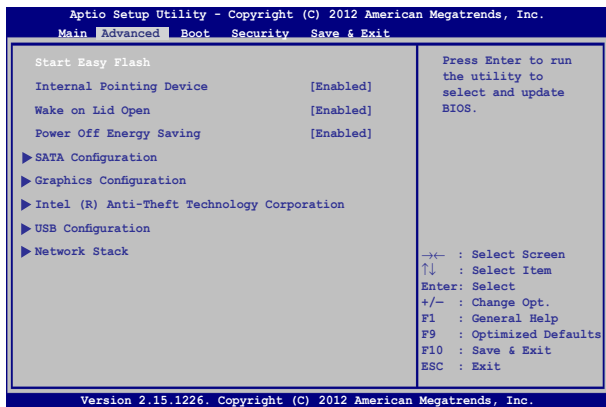 Aptio Setup Utility - Copyright (C) 2012 American Megatrends, Inc.
Main Advanced Boot Security Save & Exit
Start Easy Flash
Internal Pointing Device [Enabled]
Wake on Lid Open [Enabled]
Power Off Energy Saving [Enabled]
SATA Configuration
Graphics Configuration
Intel (R) Anti-Theft Technology Corporation
USB Configuration
Network Stack
Press Enter to run
the utility to
select and update
BIOS.
→← : Select Screen
↑↓ : Select Item
Enter: Select
+/— : Change Opt.
F1 : General Help
F9 : Optimized Defaults
F10 : Save & Exit
ESC : Exit
Version 2.15.1226. Copyright (C) 2012 American Megatrends, Inc.